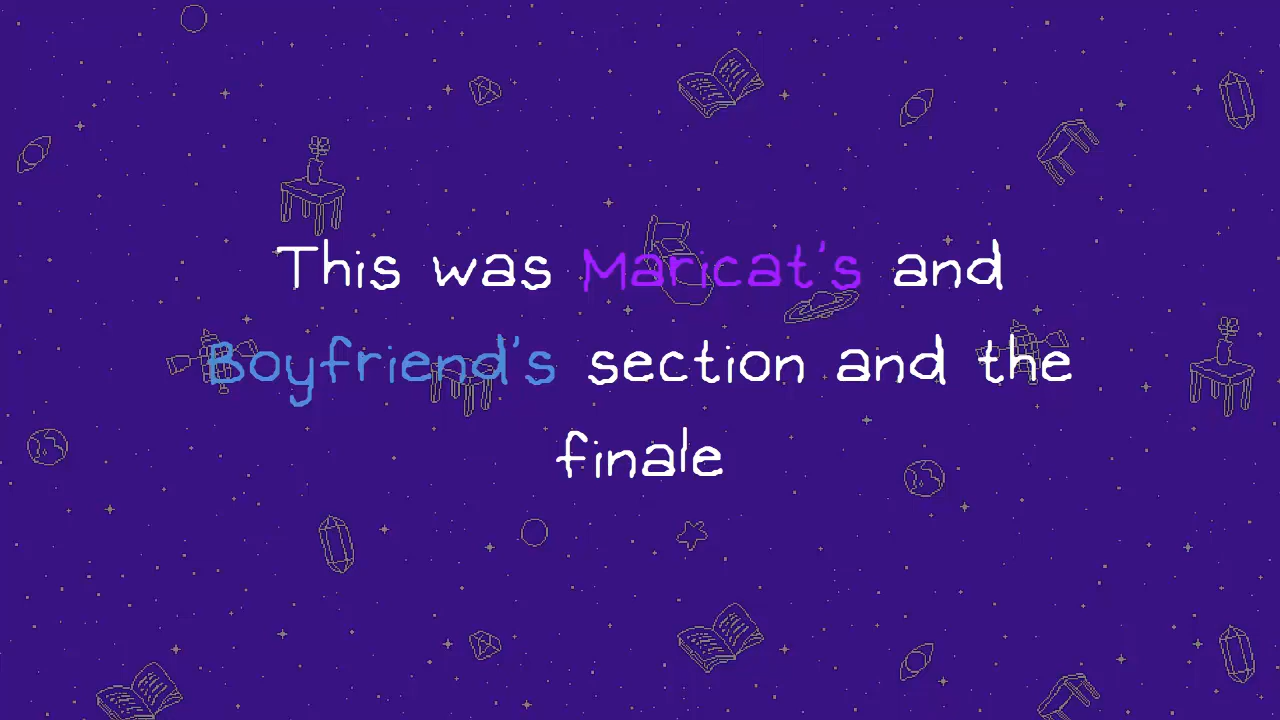 This was Maricat's and
Boyfriend's section and the
finale